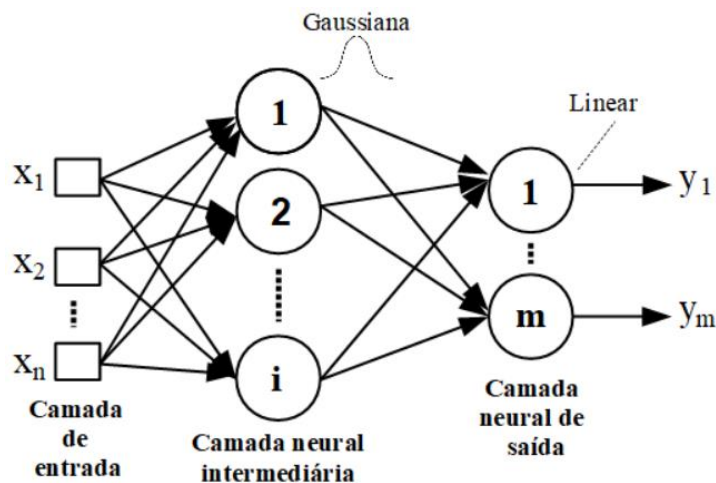 Gaussiana
Linear
1
x1
2
1
y1
x2
xn
i
m
ym
Camada
de
entrada
Camada neural
intermediária
Camada
neural de
saída